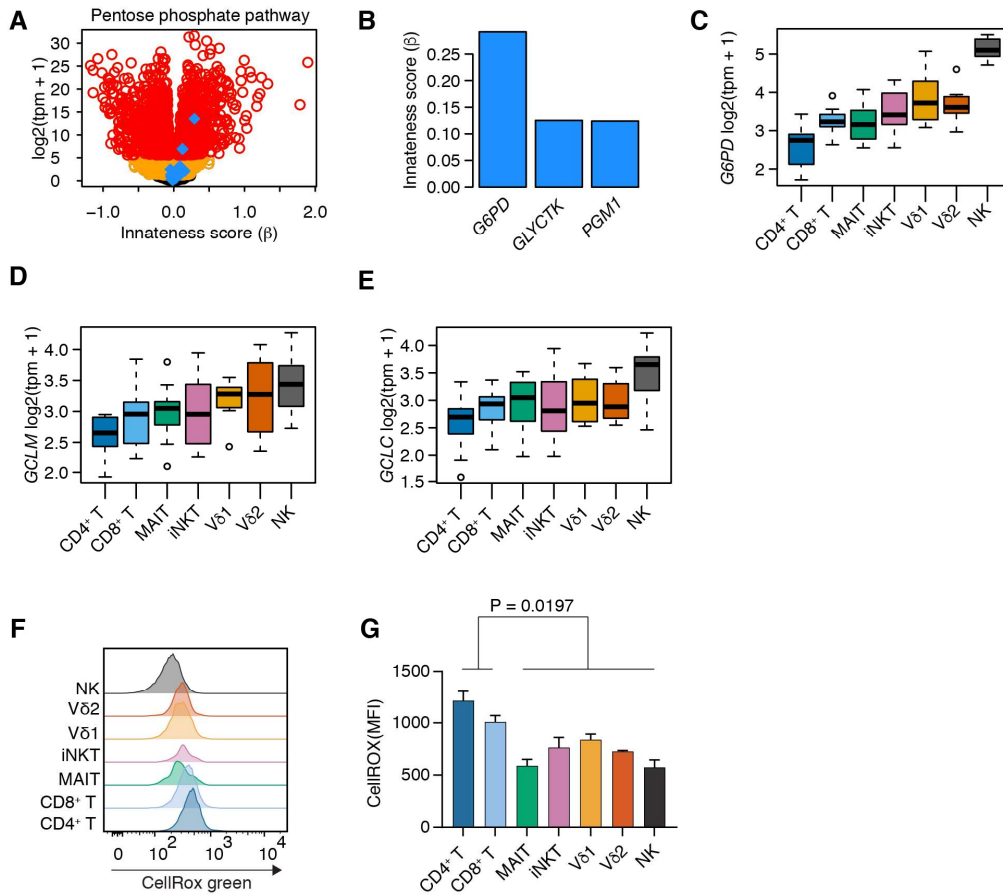 A
Pentose phosphate pathway
log2(tpm + 1)
30
25
20
15
10
5
0
−1.0 0.0 1.0 2.0
Innateness score (β)
B
Innateness score (β)
0.25
0.20
0.15
0.10
0.05
0.00
G6PD GLYCTK PGM1
C
G6PD log2(tpm + 1)
5
4
3
2
CD4+ T CD8+ T MAIT iNKT Vδ1 Vδ2 NK
D
GCLM log2(tpm + 1)
4.0
3.5
3.0
2.5
2.0
CD4+ T CD8+ T MAIT iNKT Vδ1 Vδ2 NK
E
GCLC log2(tpm + 1)
4.0
3.5
3.0
2.5
2.0
1.5
CD4+ T CD8+ T MAIT iNKT Vδ1 Vδ2 NK
F
NK
Vδ2
Vδ1
iNKT
MAIT
CD8+ T
CD4+ T
0 10² 10³ 10⁴
CellRox green
G
P = 0.0197
CellROX(MFI)
1500
1000
500
0
CD4+ T CD8+ T MAIT iNKT Vδ1 Vδ2 NK